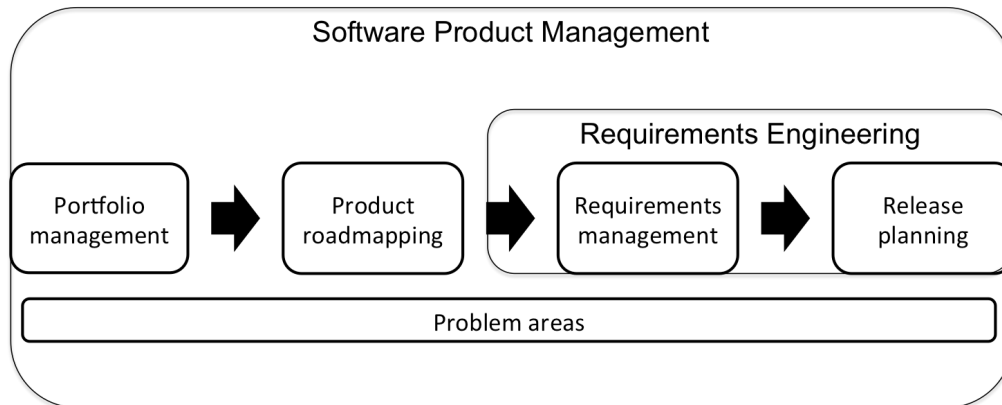 Software Product Management
Requirements Engineering
Portfolio
management
Product
roadmapping
Requirements
management
Release
planning
Problem areas